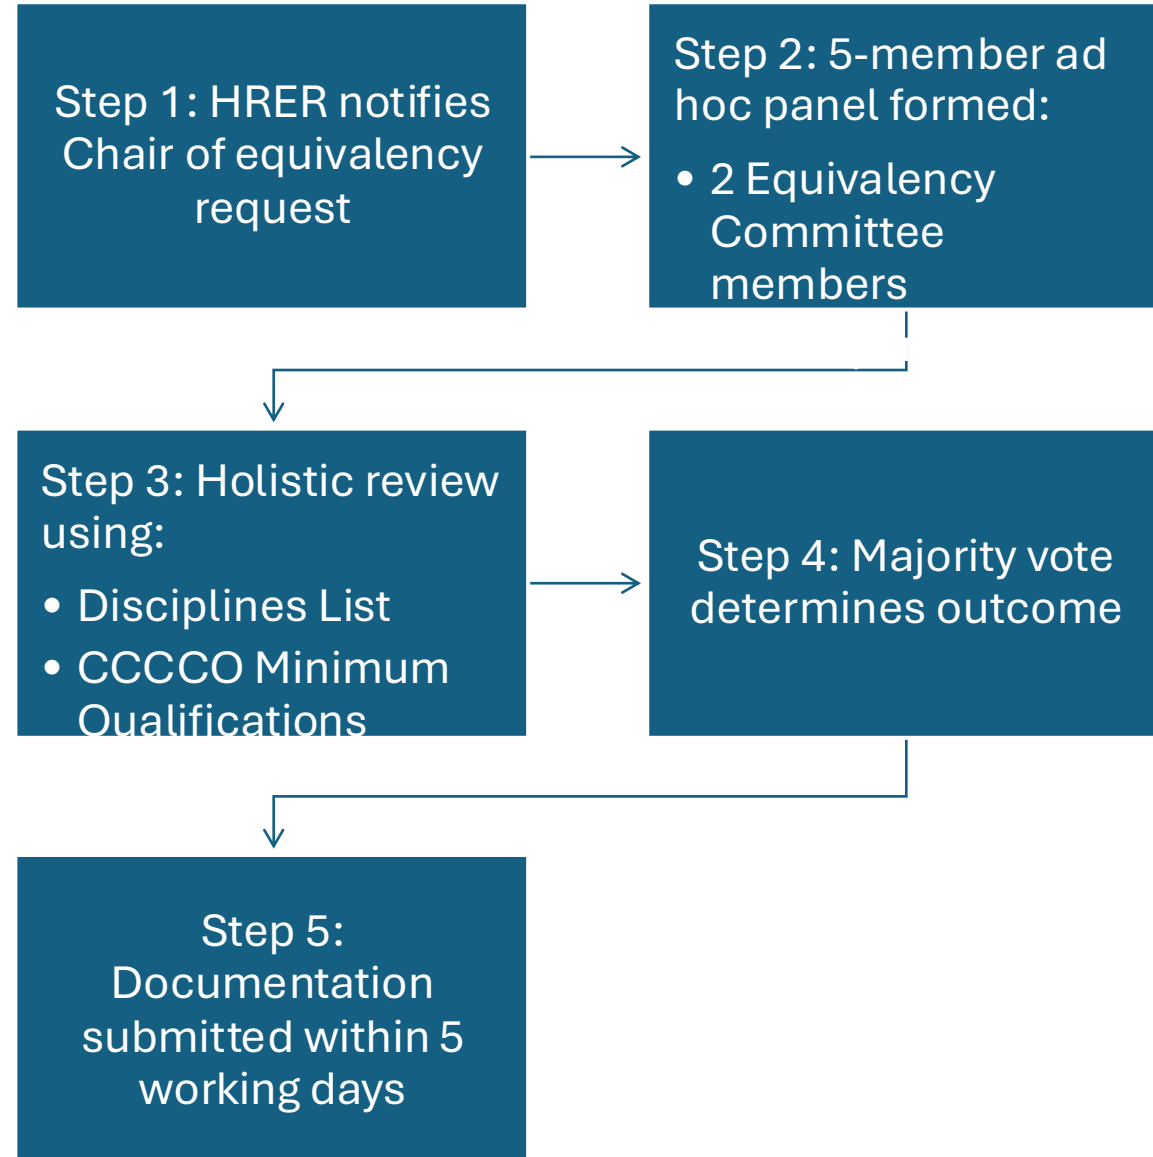 Step 1: HRER notifies
Chair of equivalency
request
Step 2: 5-member ad
hoc panel formed:
• 2 Equivalency
Committee
members
Step 3: Holistic review
using:
• Disciplines List
• CCCCO Minimum
Qualifications
Step 4: Majority vote
determines outcome
Step 5:
Documentation
submitted within 5
working days